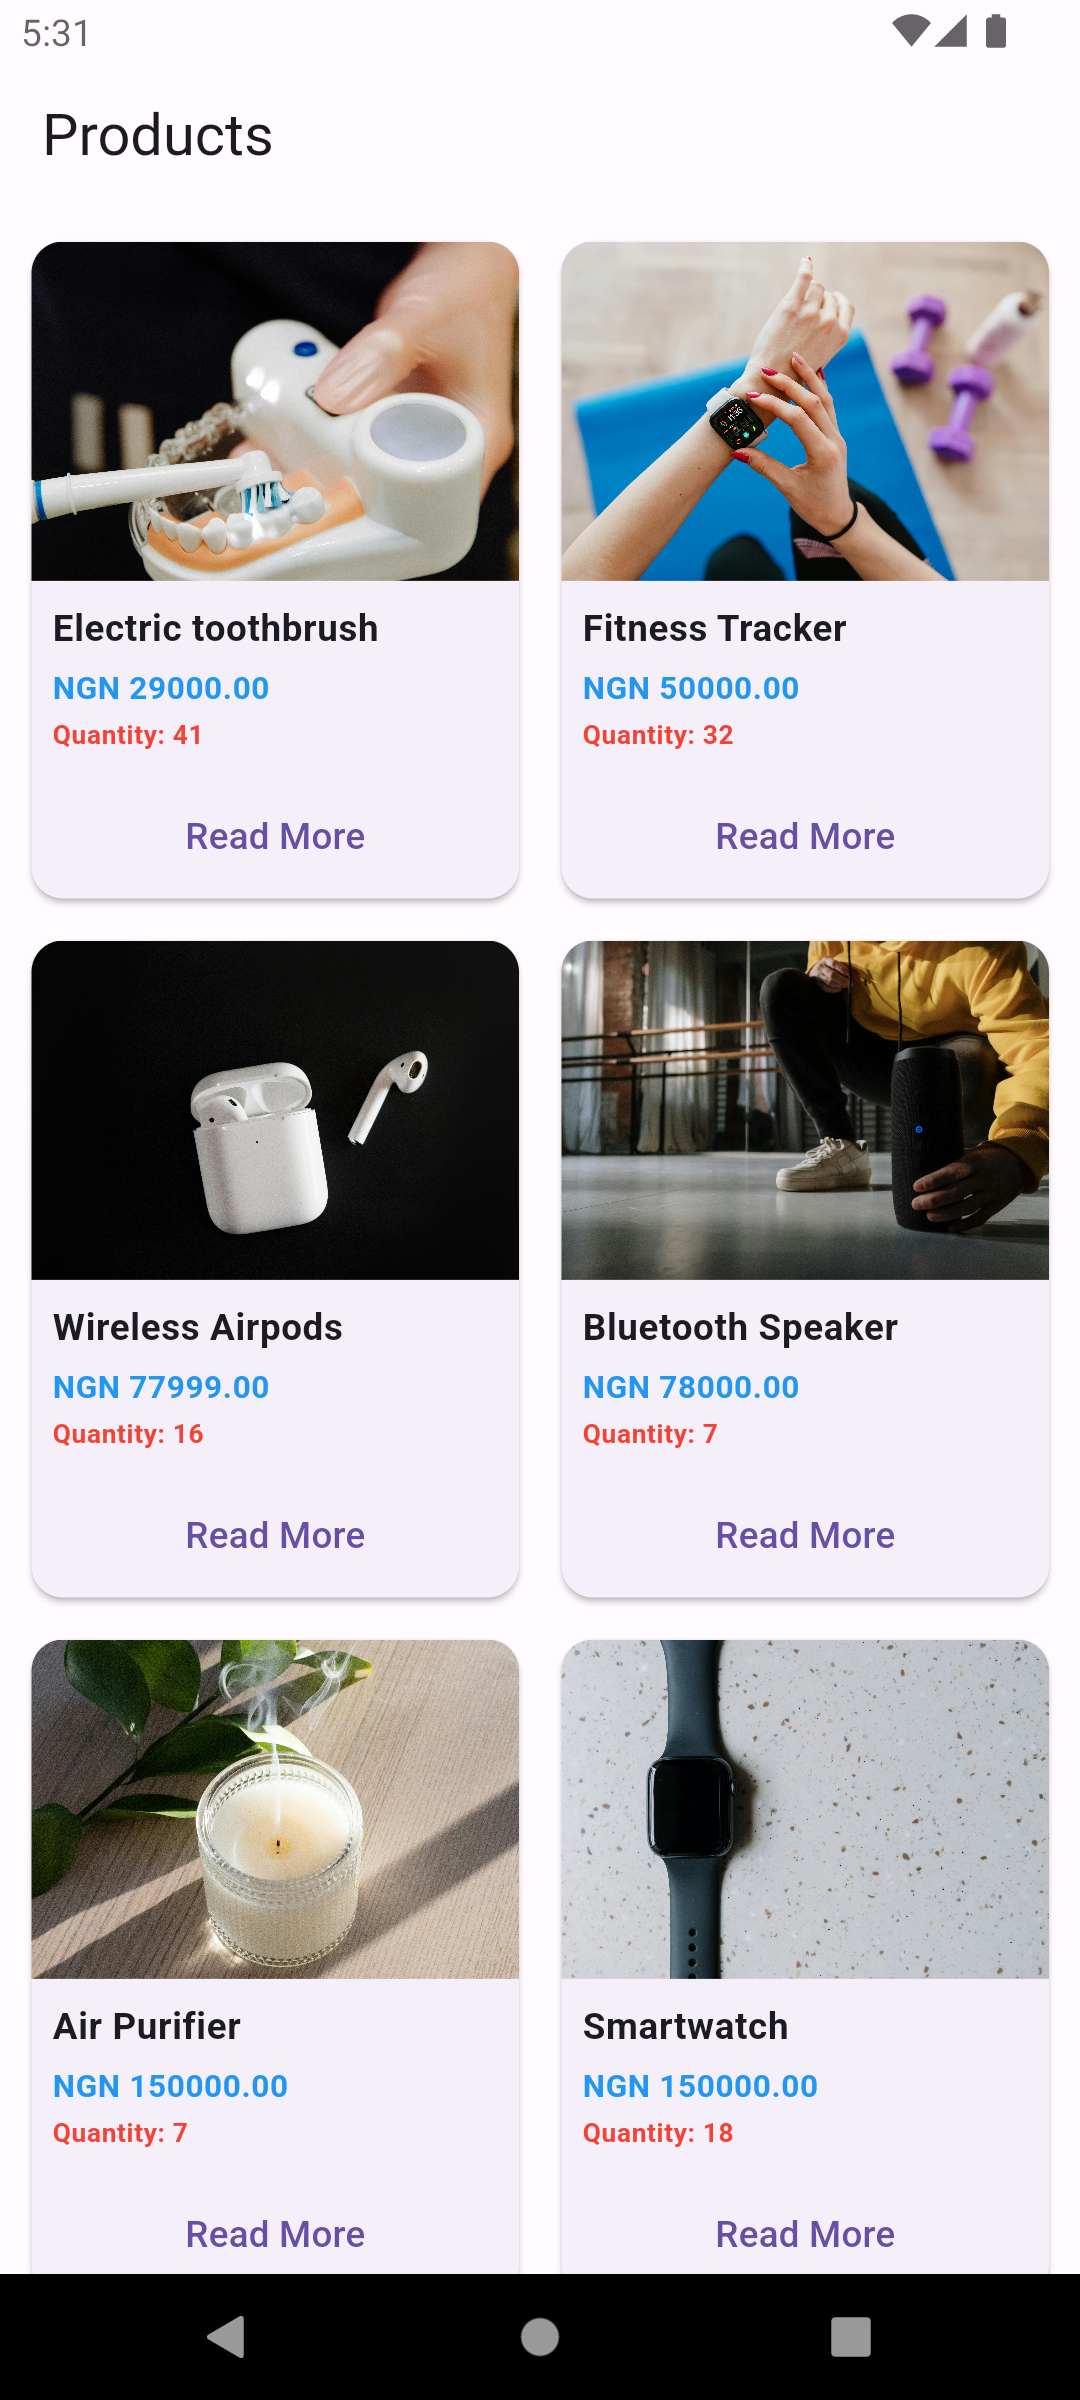 5:31
Products
Electric toothbrush
NGN 29000.00
Quantity: 41
Read More
Fitness Tracker
NGN 50000.00
Quantity: 32
Read More
Wireless Airpods
NGN 77999.00
Quantity: 16
Read More
Bluetooth Speaker
NGN 78000.00
Quantity: 7
Read More
Air Purifier
NGN 150000.00
Quantity: 7
Read More
Smartwatch
NGN 150000.00
Quantity: 18
Read More